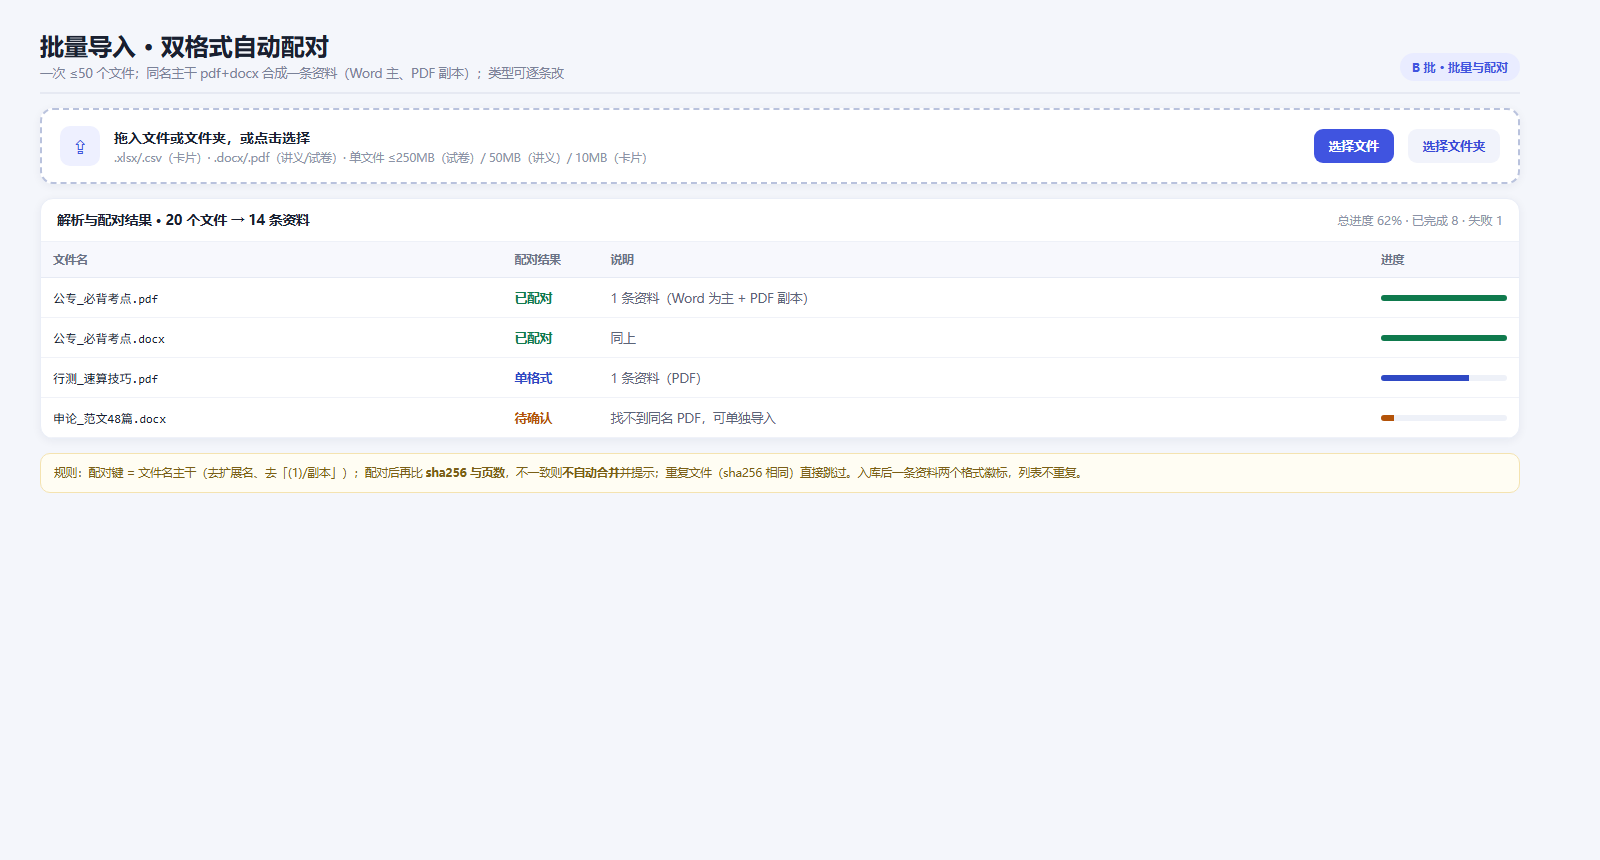 批量导入 • 双格式自动配对
一次 ≤50 个文件；同名主干 pdf+docx 合成一条资料（Word 主、PDF 副本）；类型可逐条改
B 批 • 批量与配对
⇪
拖入文件或文件夹，或点击选择
.xlsx/.csv（卡片）· .docx/.pdf（讲义/试卷）· 单文件 ≤250MB（试卷）/ 50MB（讲义）/ 10MB（卡片）
选择文件
选择文件夹
解析与配对结果 • 20 个文件 → 14 条资料
总进度 62% · 已完成 8 · 失败 1
文件名 配对结果 说明 进度
公专_必背考点.pdf 已配对 1 条资料（Word 为主 + PDF 副本）
公专_必背考点.docx 已配对 同上
行测_速算技巧.pdf 单格式 1 条资料（PDF）
申论_范文48篇.docx 待确认 找不到同名 PDF，可单独导入
规则：配对键 = 文件名主干（去扩展名、去「(1)/副本」）；配对后再比 sha256 与页数，不一致则不自动合并并提示；重复文件（sha256 相同）直接跳过。入库后一条资料两个格式徽标，列表不重复。